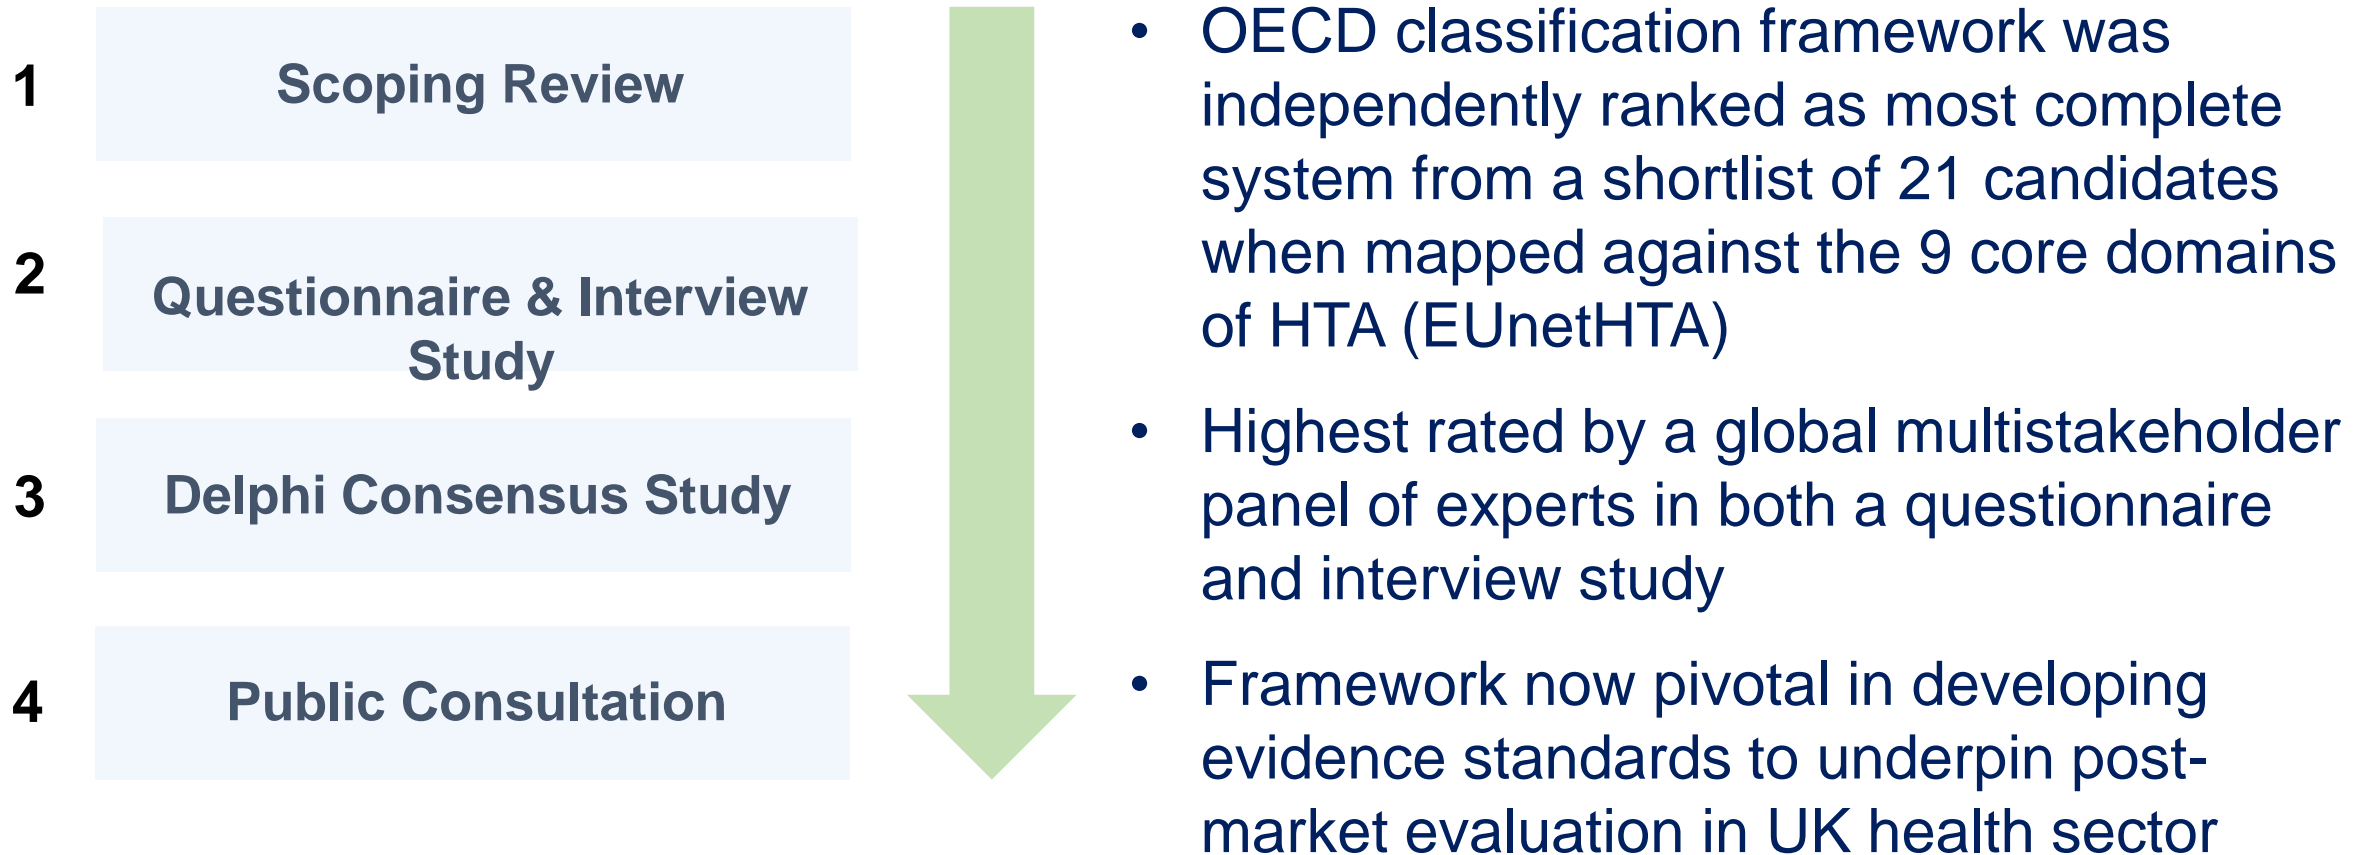 1
Scoping Review
2
Questionnaire & Interview
Study
3
Delphi Consensus Study
4
Public Consultation
• OECD classification framework was
independently ranked as most complete
system from a shortlist of 21 candidates
when mapped against the 9 core domains
of HTA (EUnetHTA)
• Highest rated by a global multistakeholder
panel of experts in both a questionnaire
and interview study
• Framework now pivotal in developing
evidence standards to underpin post-
market evaluation in UK health sector